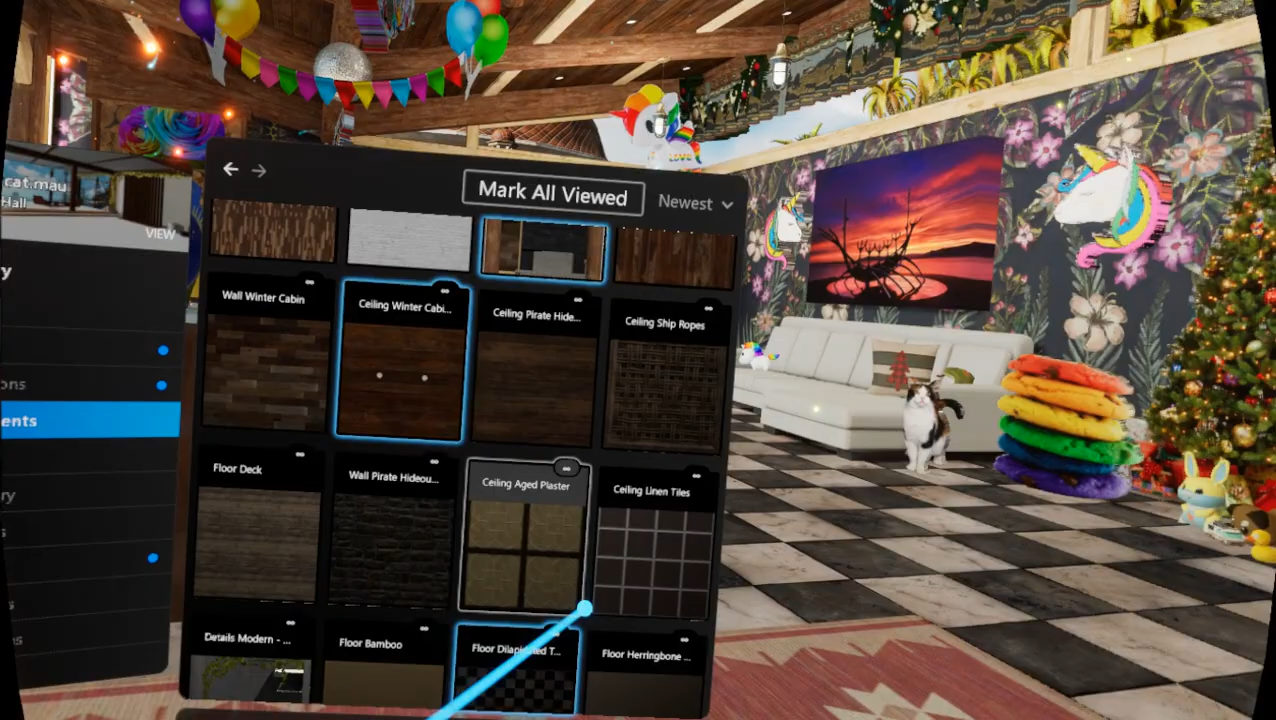 cat.mau
Hall
VIEW
y
ons
ents
ry
s
s
s
Mark All Viewed
Newest
Wall Winter Cabin
Ceiling Winter Cabi...
Ceiling Pirate Hide...
Ceiling Ship Ropes
Floor Deck
Wall Pirate Hideou...
Ceiling Aged Plaster
Ceiling Linen Tiles
Details Modern - ...
Floor Bamboo
Floor Dilapidated T...
Floor Herringbone ...
LOVE